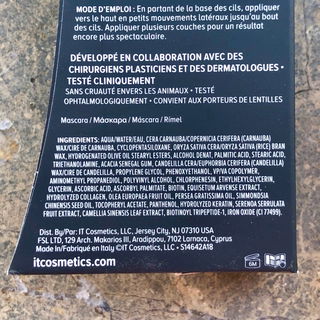 MODE D'EMPLOI : En partant de la base des cils, appliquer
vers le haut en petits mouvements latéraux jusqu'au bout
des cils. Appliquer plusieurs couches pour un résultat
encore plus spectaculaire.
DÉVELOPPÉ EN COLLABORATION AVEC DES
CHIRURGIENS PLASTICIENS ET DES DERMATOLOGUES •
TESTÉ CLINIQUEMENT
SANS CRUAUTÉ ENVERS LES ANIMAUX • TESTÉ
OPHTALMOLOGIQUEMENT • CONVIENT AUX PORTEURS DE LENTILLES
Mascara / Μάσκαρα / Mascara / Rímel
INGREDIENTS: AQUA/WATER/EAU, CERA CARNAUBA/COPERNICIA CERIFERA (CARNAUBA)
WAX/CIRE DE CARNAUBA, CYCLOPENTASILOXANE, ORYZA SATIVA CERA/ORYZA SATIVA (RICE) BRAN
WAX, HYDROGENATED OLIVE OIL STEARYL ESTERS, ALCOHOL DENAT, PALMITIC ACID, STEARIC ACID,
TRIETHANOLAMINE, ACACIA SENEGAL GUM, CANDELILLA CERA/EUPHORBIA CERIFERA (CANDELILLA)
WAX/CIRE DE CANDELILLA, PROPYLENE GLYCOL, PHENOXYETHANOL, VP/VA COPOLYMER,
AMINOMETHYL PROPANEDIOL, POLYVINYL ALCOHOL, CHLORPHENESIN, ETHYLHEXYLGLYCERIN,
GLYCERIN, ASCORBIC ACID, ASCORBYL PALMITATE, BIOTIN, EQUISETUM ARVENSE EXTRACT,
HYDROLYZED COLLAGEN, OLEA EUROPAEA FRUIT OIL, PERSEA GRATISSIMA OIL, SIMMONDSIA
CHINENSIS SEED OIL, TOCOPHERYL ACETATE, PANTHENOL, HYDROLYZED KERATIN, SERENOA SERRULATA
FRUIT EXTRACT, CAMELLIA SINENSIS LEAF EXTRACT, BIOTINOYL TRIPEPTIDE-1, IRON OXIDE (CI 77499).
Dist/By/Par: IT Cosmetics, LLC, Jersey City, NJ 07310 USA
FSL LTD, 129 Arch. Makarios III, Aradippou, 7102 Larnaca, Cyprus
Made in/Fabriqué en Italy ©IT Cosmetics, LLC • S14642A18
itcosmetics.com
6M